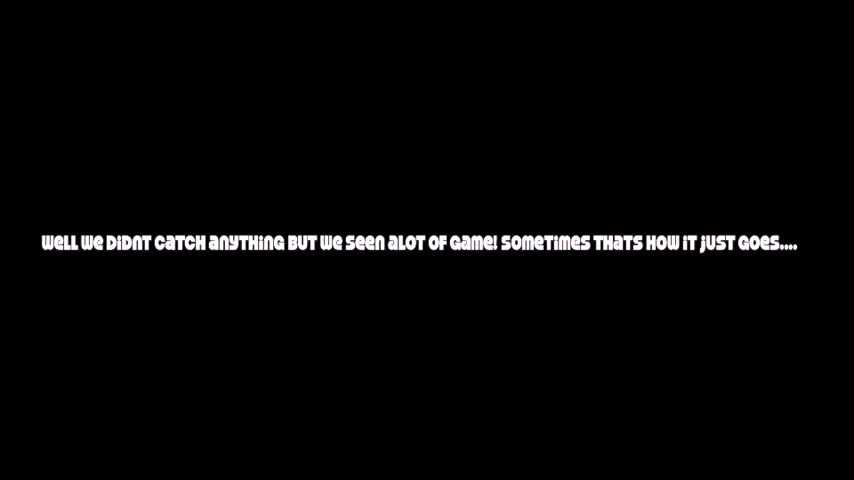 Well we didnt catch anything but we seen alot of game! sometimes thats how it just goes....